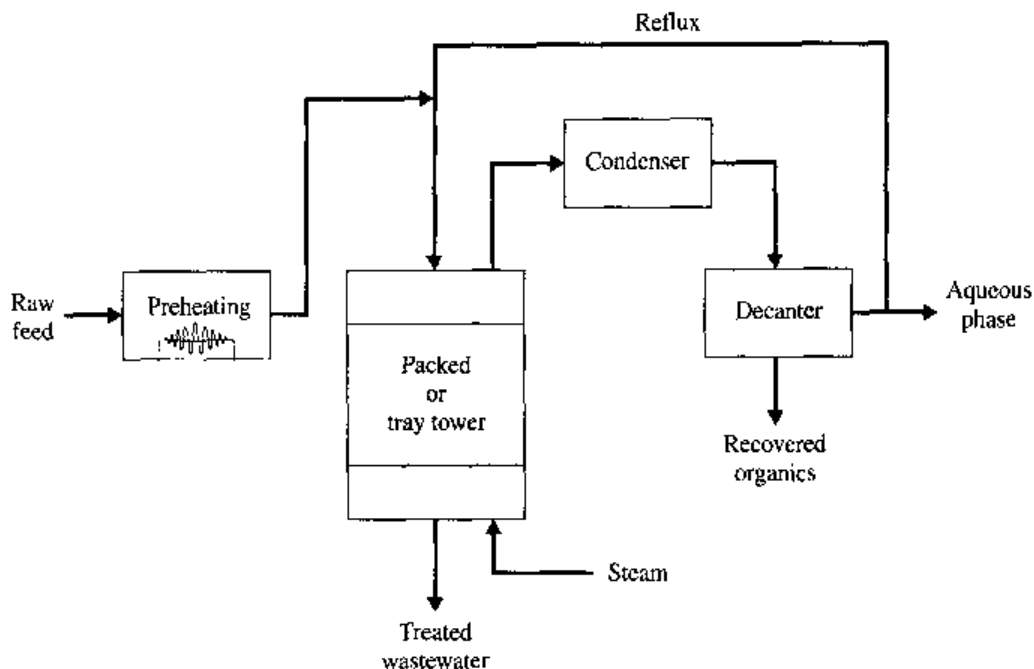 Reflux
Condenser
Raw
feed
Preheating
Decanter
Aqueous
phase
Packed
or
tray tower
Recovered
organics
Steam
Treated
wastewater